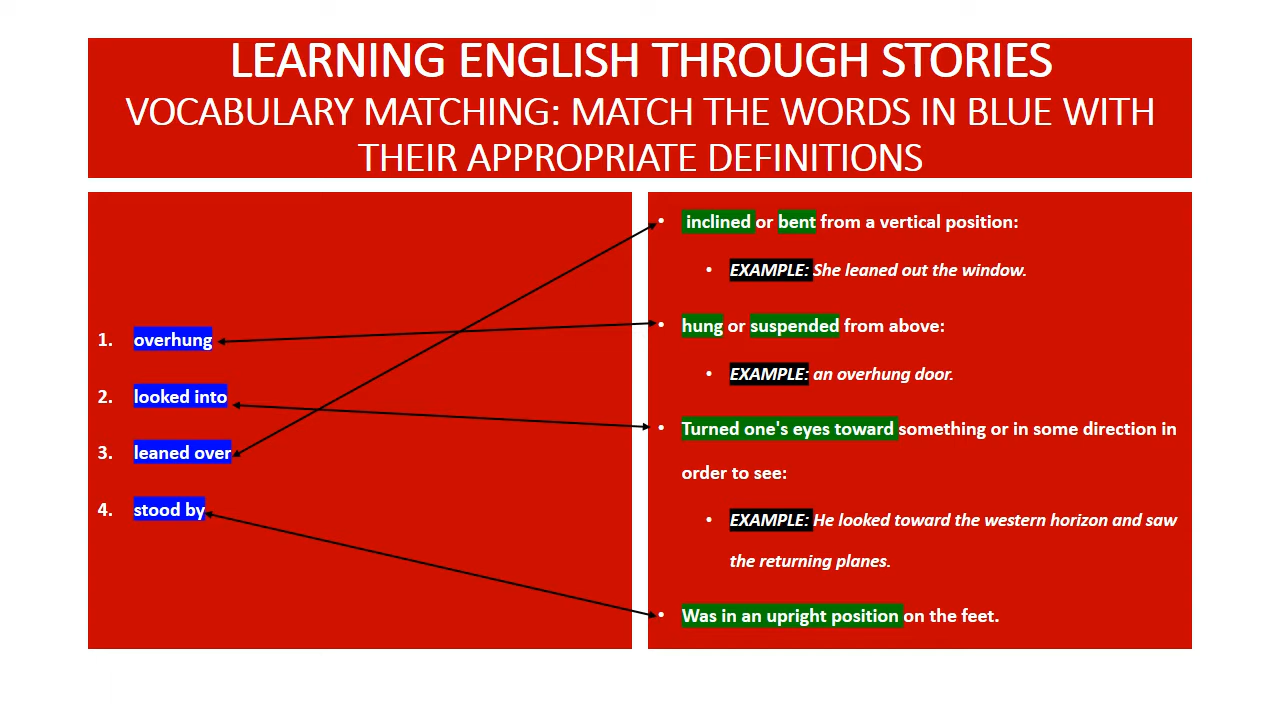 LEARNING ENGLISH THROUGH STORIES
VOCABULARY MATCHING: MATCH THE WORDS IN BLUE WITH
THEIR APPROPRIATE DEFINITIONS
1. overhung
2. looked into
3. leaned over
4. stood by
• inclined or bent from a vertical position:
• EXAMPLE: She leaned out the window.
• hung or suspended from above:
• EXAMPLE: an overhung door.
• Turned one's eyes toward something or in some direction in
order to see:
• EXAMPLE: He looked toward the western horizon and saw
the returning planes.
• Was in an upright position on the feet.